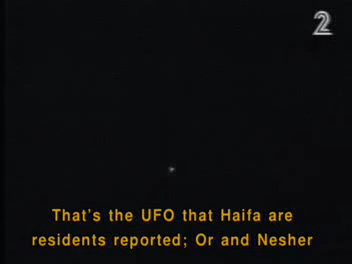 2
That's the UFO that Haifa are
residents reported; Or and Nesher